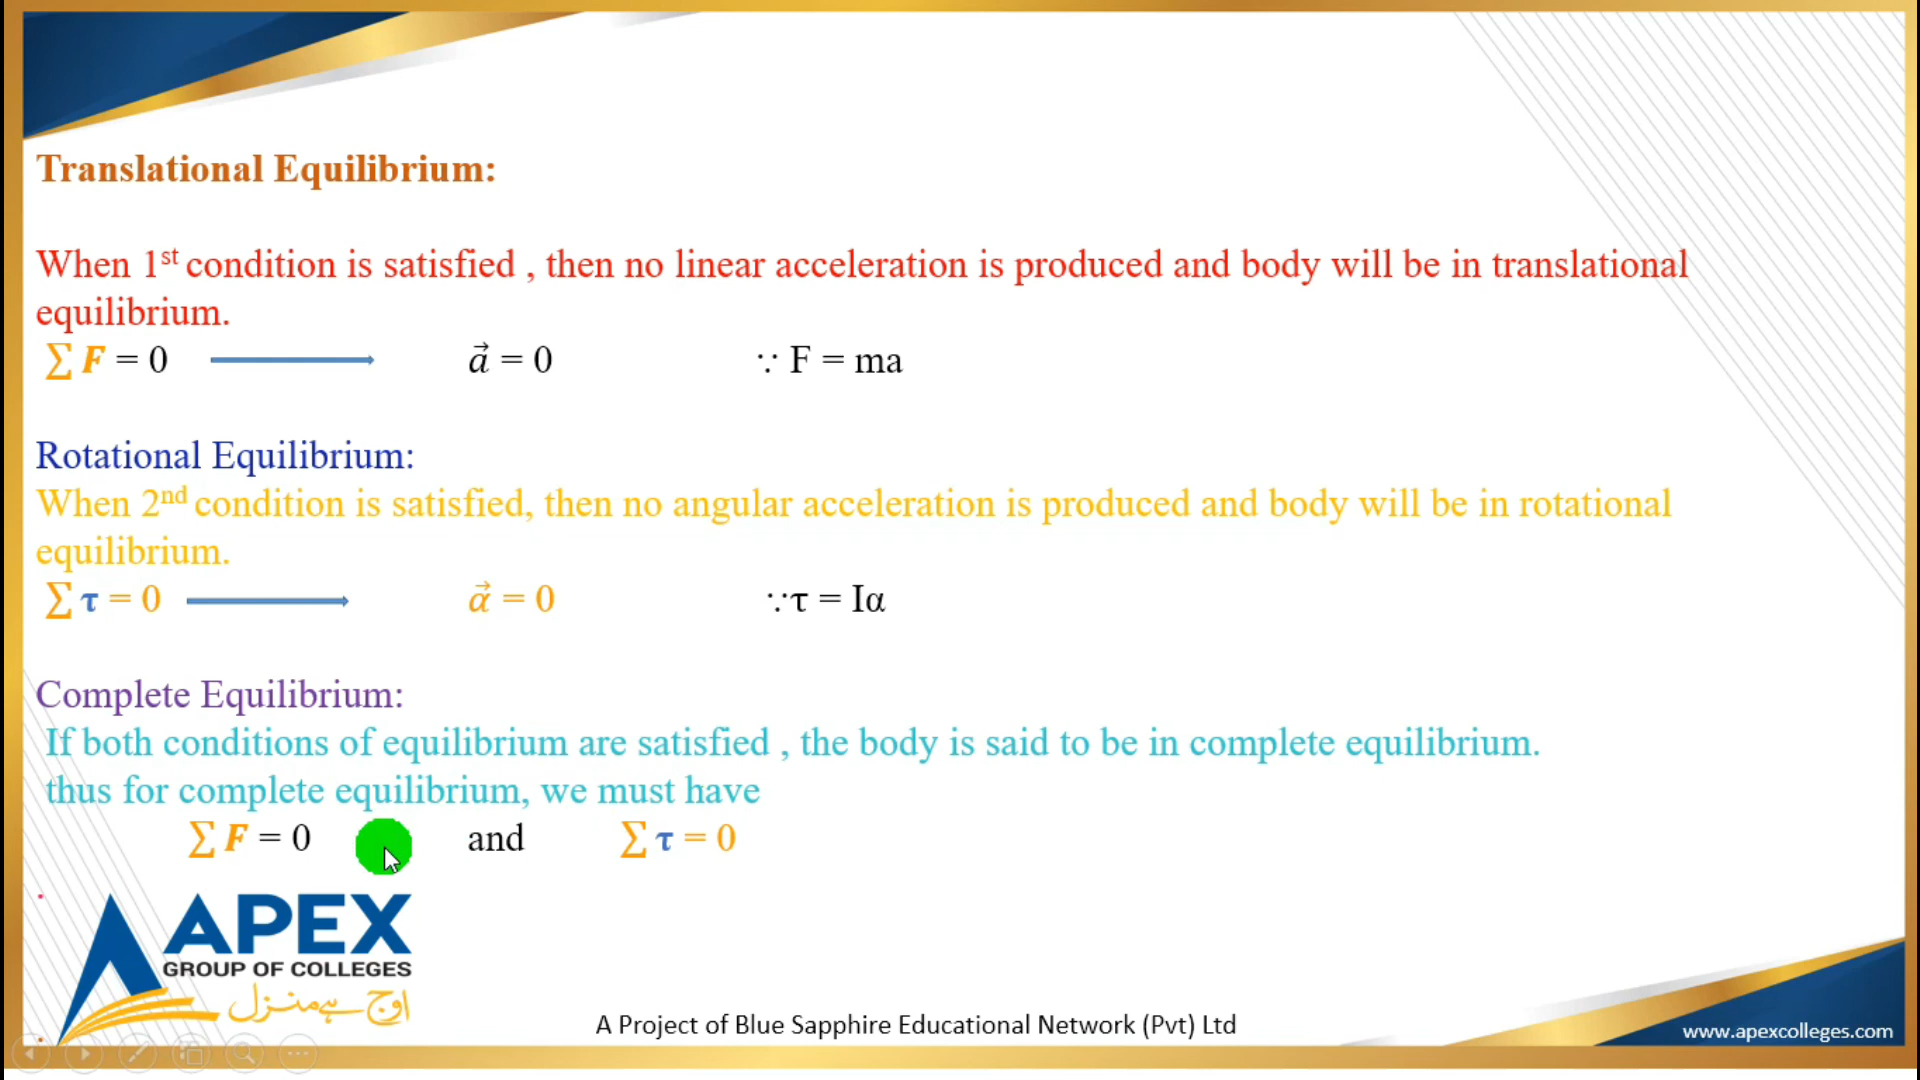 Translational Equilibrium:
When 1st condition is satisfied , then no linear acceleration is produced and body will be in translational
equilibrium.
∑ F = 0 a⃗ = 0 ∵ F = ma
Rotational Equilibrium:
When 2nd condition is satisfied, then no angular acceleration is produced and body will be in rotational
equilibrium.
∑ τ = 0 α⃗ = 0 ∵τ = Iα
Complete Equilibrium:
If both conditions of equilibrium are satisfied , the body is said to be in complete equilibrium.
thus for complete equilibrium, we must have
∑ F = 0 and ∑ τ = 0
APEX
GROUP OF COLLEGES
اوج ہے منزل
A Project of Blue Sapphire Educational Network (Pvt) Ltd
www.apexcolleges.com